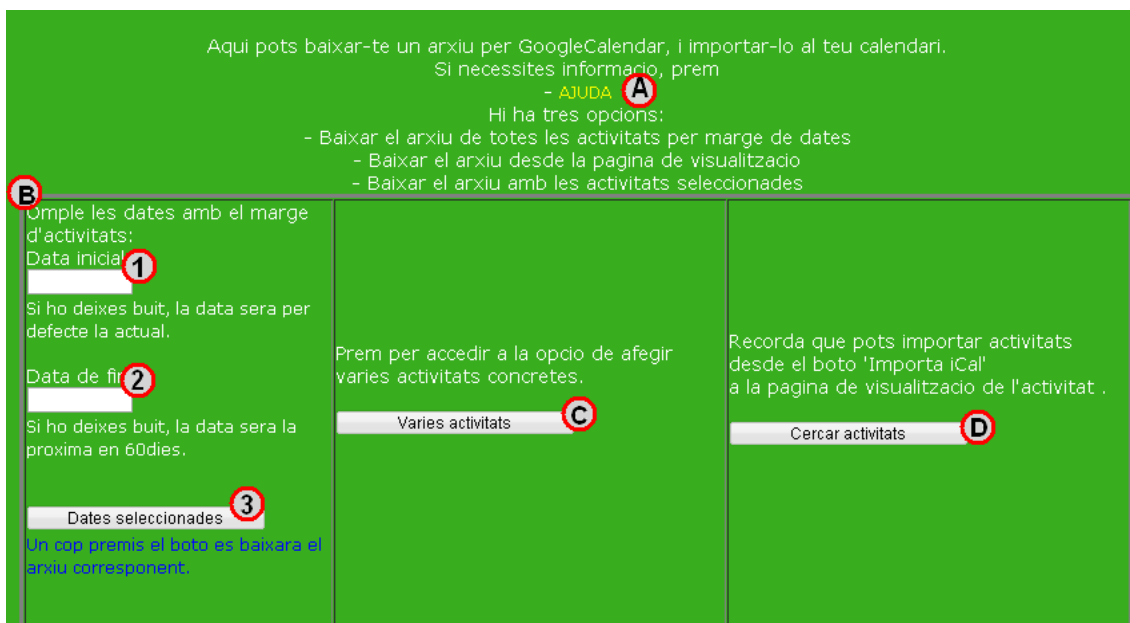 Aqui pots baixar-te un arxiu per GoogleCalendar, i importar-lo al teu calendari.
Si necessites informacio, prem
- AJUDA A
Hi ha tres opcions:
- Baixar el arxiu de totes les activitats per marge de dates
- Baixar el arxiu desde la pagina de visualitzacio
- Baixar el arxiu amb les activitats seleccionades
B
Omple les dates amb el marge
d'activitats:
Data inicial
1
Si ho deixes buit, la data sera per
defecte la actual.
Data de fi
2
Si ho deixes buit, la data sera la
proxima en 60dies.
Dates seleccionades 3
Un cop premis el boto es baixara el
arxiu corresponent.
Prem per accedir a la opcio de afegir
varies activitats concretes.
Varies activitats C
Recorda que pots importar activitats
desde el boto 'Importa iCal'
a la pagina de visualitzacio de l'activitat .
Cercar activitats D